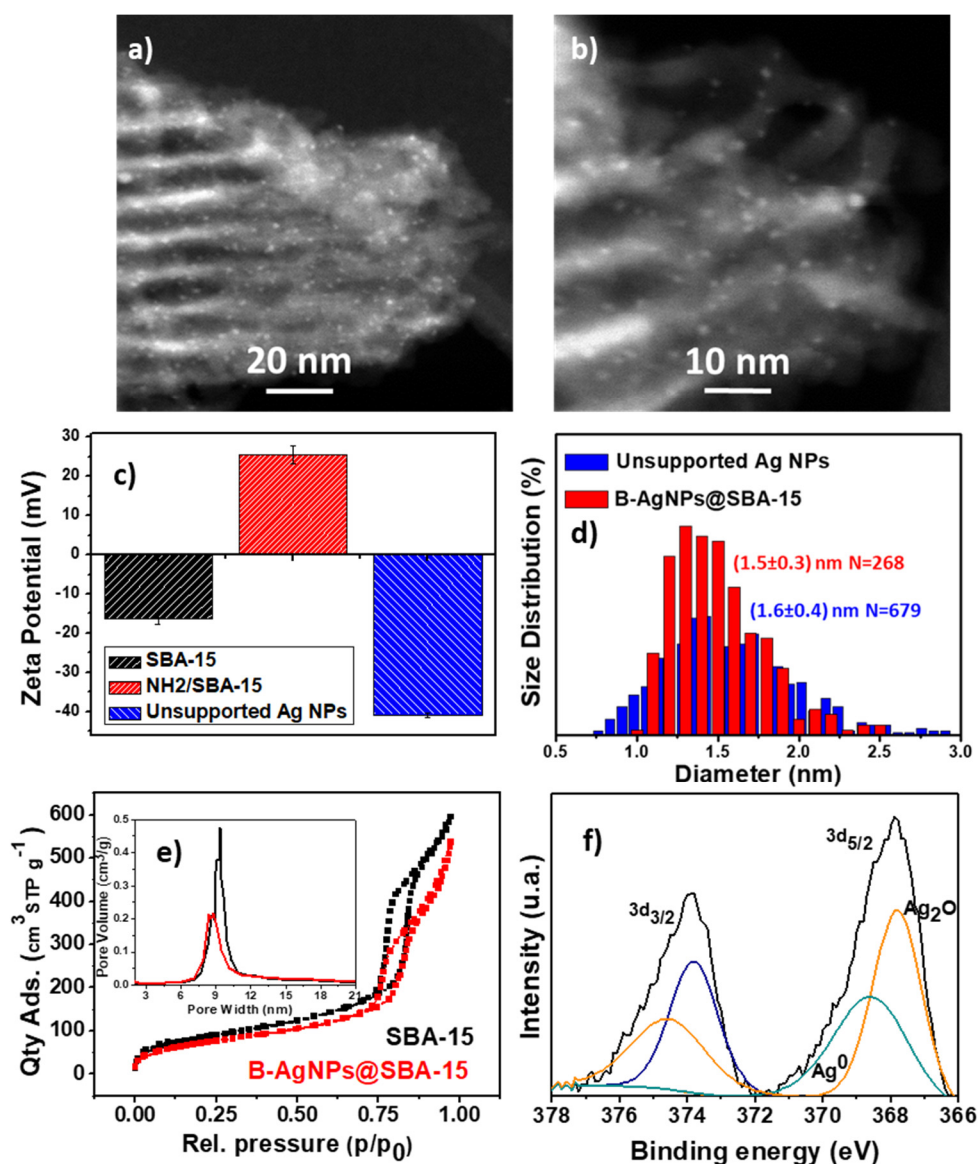 a)
20 nm
b)
10 nm
Zeta Potential (mV)
30
20
10
0
-10
-20
-30
-40
c)
SBA-15
NH2/SBA-15
Unsupported Ag NPs
Size Distribution (%)
Unsupported Ag NPs
B-AgNPs@SBA-15
d)
(1.5±0.3) nm N=268
(1.6±0.4) nm N=679
0.5 1.0 1.5 2.0 2.5 3.0
Diameter (nm)
Qty Ads. (cm³ STP g⁻¹)
600
500
400
300
200
100
0
e)
Pore Volume (cm³/g)
0.5
0.4
0.3
0.2
0.1
0.0
3 6 9 12 15 18 21
Pore Width (nm)
SBA-15
B-AgNPs@SBA-15
0.00 0.25 0.50 0.75 1.00
Rel. pressure (p/p₀)
Intensity (u.a.)
f)
3d₅/₂
3d₃/₂
Ag₂O
Ag⁰
378 376 374 372 370 368 366
Binding energy (eV)